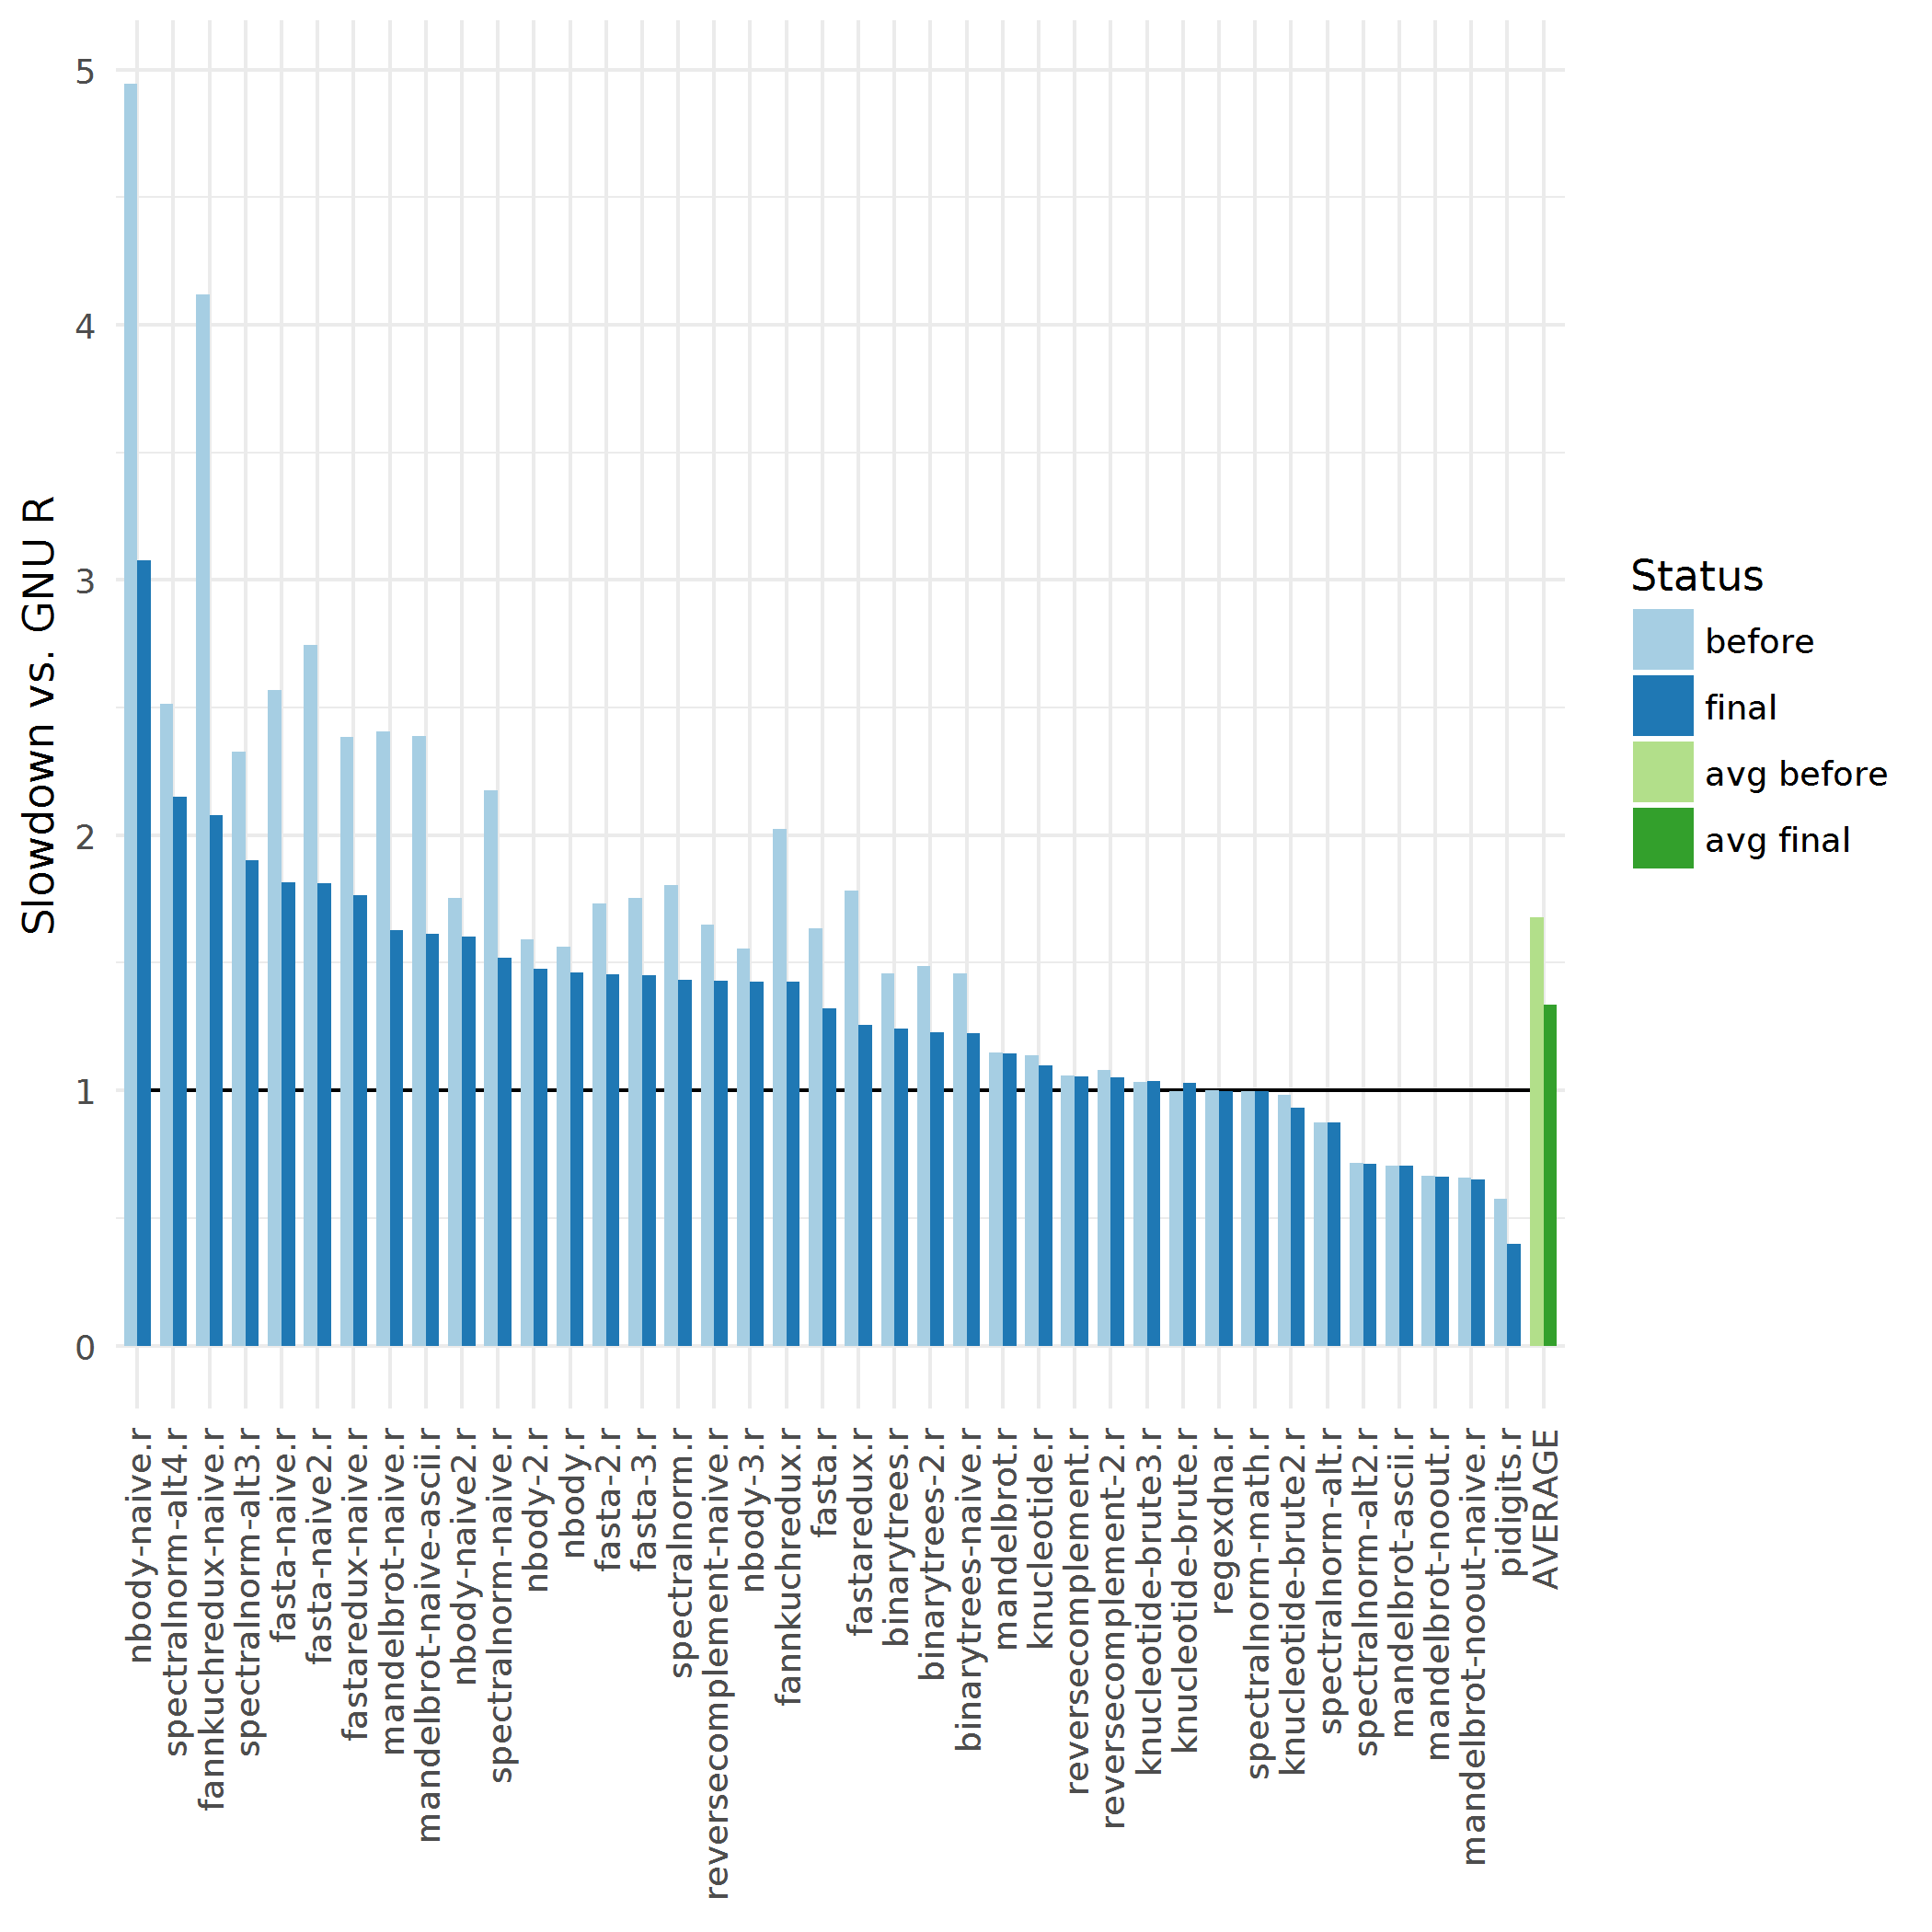 Slowdown vs. GNU R
5
4
3
2
1
0
nbody-naive.r
spectralnorm-alt4.r
fannkuchredux-naive.r
spectralnorm-alt3.r
fasta-naive.r
fasta-naive2.r
fastaredux-naive.r
mandelbrot-naive.r
mandelbrot-naive-ascii.r
nbody-naive2.r
spectralnorm-naive.r
nbody-2.r
nbody.r
fasta-2.r
fasta-3.r
spectralnorm.r
reversecomplement-naive.r
nbody-3.r
fannkuchredux.r
fasta.r
fastaredux.r
binarytrees.r
binarytrees-2.r
binarytrees-naive.r
mandelbrot.r
knucleotide.r
reversecomplement.r
reversecomplement-2.r
knucleotide-brute3.r
knucleotide-brute.r
regexdna.r
spectralnorm-math.r
knucleotide-brute2.r
spectralnorm-alt.r
spectralnorm-alt2.r
mandelbrot-ascii.r
mandelbrot-noout.r
mandelbrot-noout-naive.r
pidigits.r
AVERAGE
Status
before
final
avg before
avg final